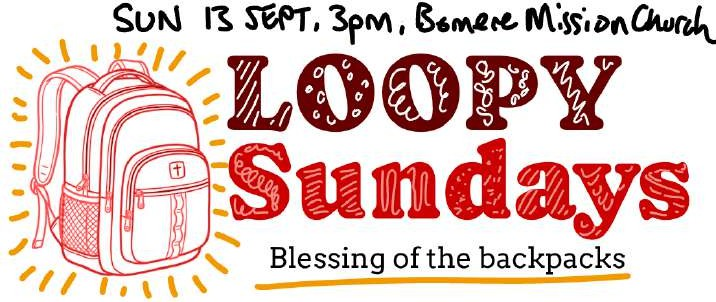 SUN 13 SEPT, 3pm, Bomere Mission Church
LOOPY
Sundays
Blessing of the backpacks